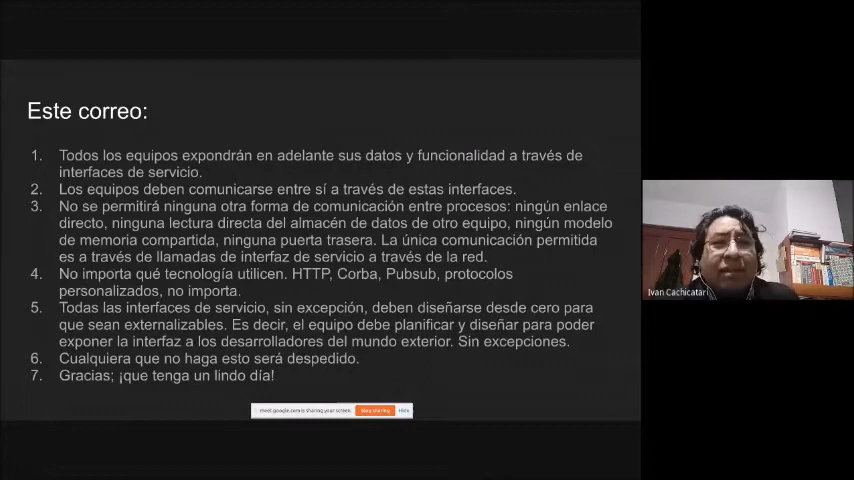 Este correo:
1. Todos los equipos expondrán en adelante sus datos y funcionalidad a través de
interfaces de servicio.
2. Los equipos deben comunicarse entre sí a través de estas interfaces.
3. No se permitirá ninguna otra forma de comunicación entre procesos: ningún enlace
directo, ninguna lectura directa del almacén de datos de otro equipo, ningún modelo
de memoria compartida, ninguna puerta trasera. La única comunicación permitida
es a través de llamadas de interfaz de servicio a través de la red.
4. No importa qué tecnología utilicen. HTTP, Corba, Pubsub, protocolos
personalizados, no importa.
5. Todas las interfaces de servicio, sin excepción, deben diseñarse desde cero para
que sean externalizables. Es decir, el equipo debe planificar y diseñar para poder
exponer la interfaz a los desarrolladores del mundo exterior. Sin excepciones.
6. Cualquiera que no haga esto será despedido.
7. Gracias; ¡que tenga un lindo día!
meet.google.com is sharing your screen. Stop sharing Hide
Ivan Cachicatari